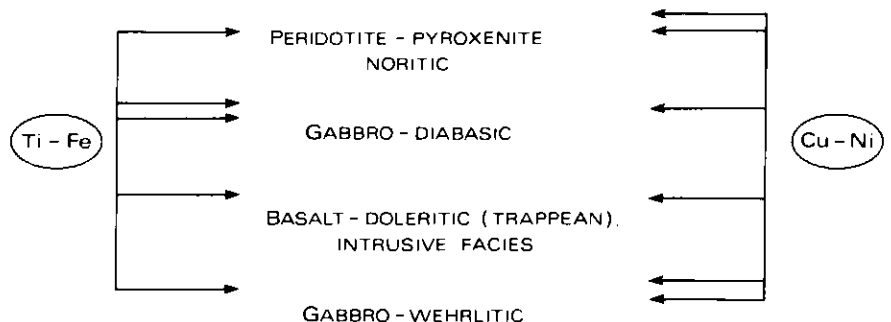 PERIDOTITE - PYROXENITE
NORITIC
Ti - Fe
GABBRO - DIABASIC
Cu - Ni
BASALT - DOLERITIC (TRAPPEAN).
INTRUSIVE FACIES
GABBRO - WEHRLITIC